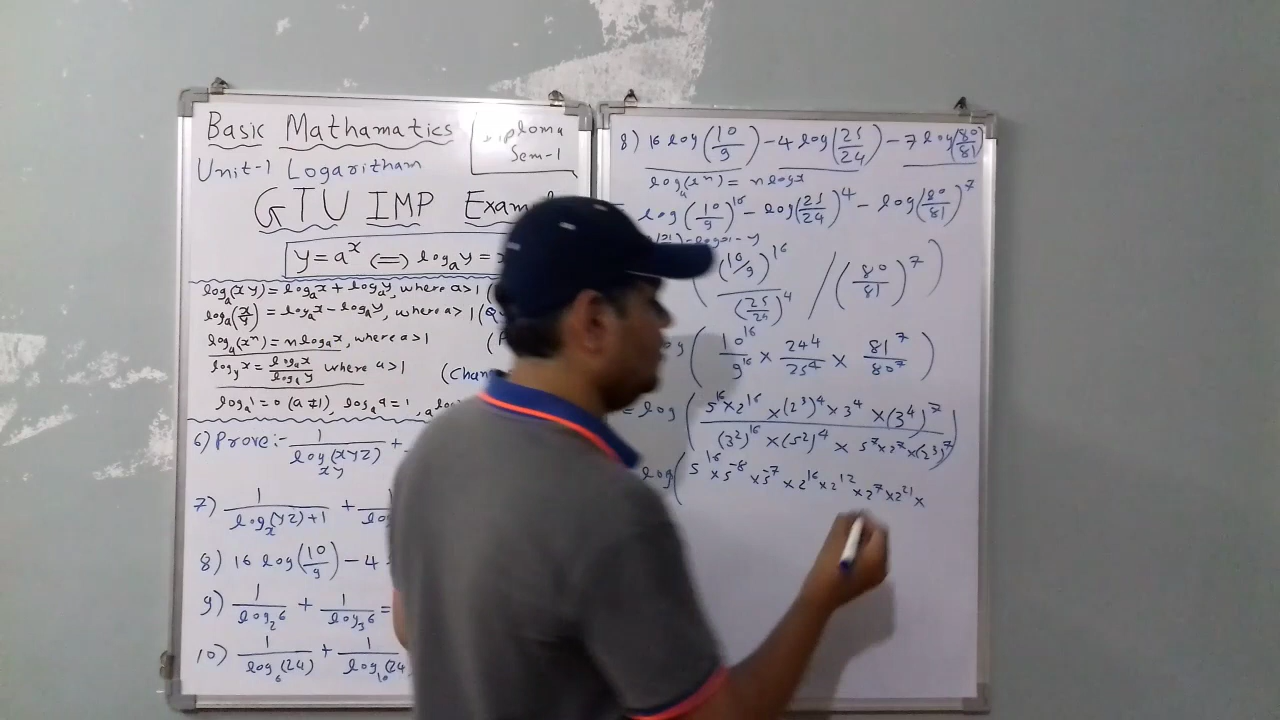 Basic Mathamatics
Diploma
Sem-1
Unit-1 Logaritham
GTU IMP Exampl
y=a^x ⟺ log_a y = x
log_a(xy) = log_a x + log_a y, where a>1 (
log_a(x/y) = log_a x - log_a y, where a>1 (Q
log_a(x^n) = n log_a x, where a>1 (P
log_y x = log_a x / log_a y where a>1 (Chan
log_a 1 = 0 (a≠1), log_a a = 1, a^log
6) Prove:- 1/log_xy(xyz) +
7) 1/(log_x(yz)+1) + 1/lo
8) 16 log(10/9) - 4
9) 1/log_2 6 + 1/log_3 6 =
10) 1/log_6(24) + 1/log_10(24
8) 16 log(10/9) - 4 log(25/24) - 7 log(80/81)
log_a(x^n) = n log x
= log(10/9)^16 - log(25/24)^4 - log(80/81)^7
((10/9)^16 / (25/24)^4 / (80/81)^7)
log(10^16/9^16 × 24^4/25^4 × 81^7/80^7)
= log(5^16×2^16×(2^3)^4×3^4×(3^4)^7 / (3^2)^16×(5^2)^4×5^7×2^7×(2^3)^7)
log(5^16×5^-8×5^-7×2^16×2^12×2^7×2^21×